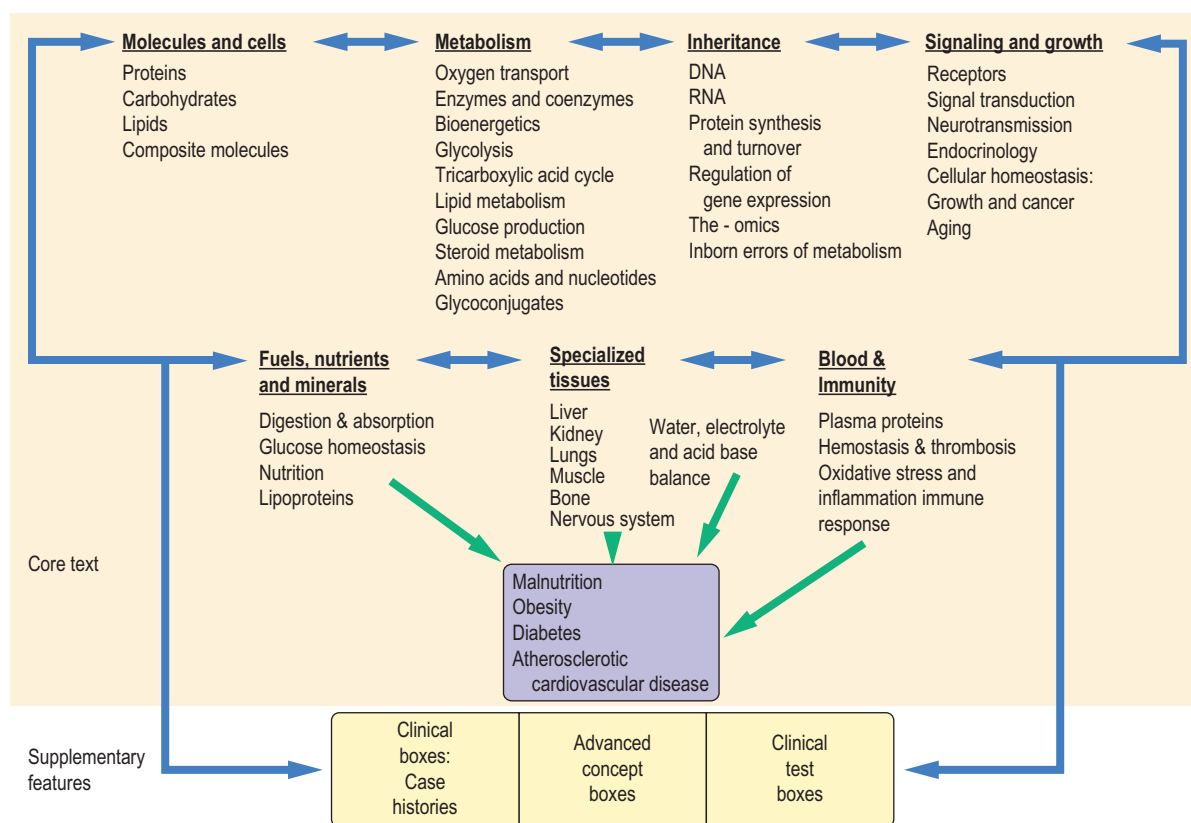 Molecules and cells
Proteins
Carbohydrates
Lipids
Composite molecules
Metabolism
Oxygen transport
Enzymes and coenzymes
Bioenergetics
Glycolysis
Tricarboxylic acid cycle
Lipid metabolism
Glucose production
Steroid metabolism
Amino acids and nucleotides
Glycoconjugates
Inheritance
DNA
RNA
Protein synthesis
and turnover
Regulation of
gene expression
The - omics
Inborn errors of metabolism
Signaling and growth
Receptors
Signal transduction
Neurotransmission
Endocrinology
Cellular homeostasis:
Growth and cancer
Aging
Fuels, nutrients
and minerals
Digestion & absorption
Glucose homeostasis
Nutrition
Lipoproteins
Specialized
tissues
Liver
Kidney
Lungs
Muscle
Bone
Nervous system
Water, electrolyte
and acid base
balance
Blood &
Immunity
Plasma proteins
Hemostasis & thrombosis
Oxidative stress and
inflammation immune
response
Core text
Malnutrition
Obesity
Diabetes
Atherosclerotic
cardiovascular disease
Supplementary
features
Clinical
boxes:
Case
histories
Advanced
concept
boxes
Clinical
test
boxes